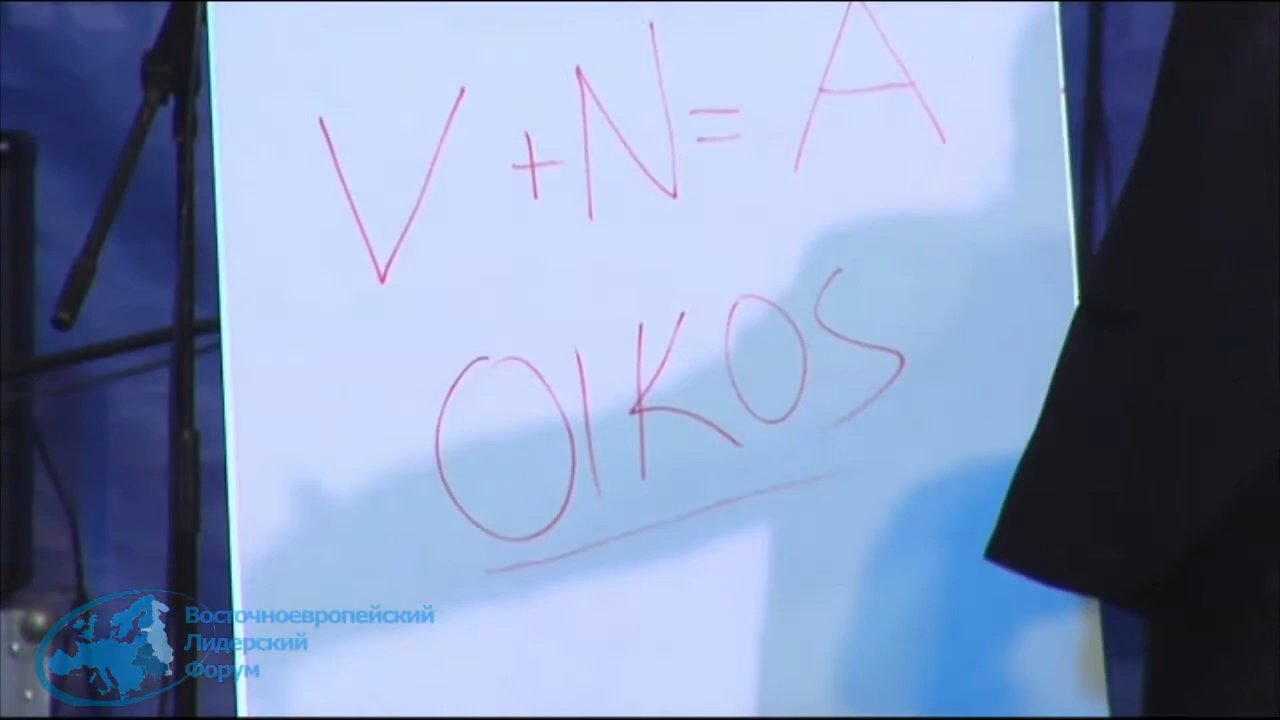 V + N = A
OIKOS
Восточноевропейский
Лидерский
Форум